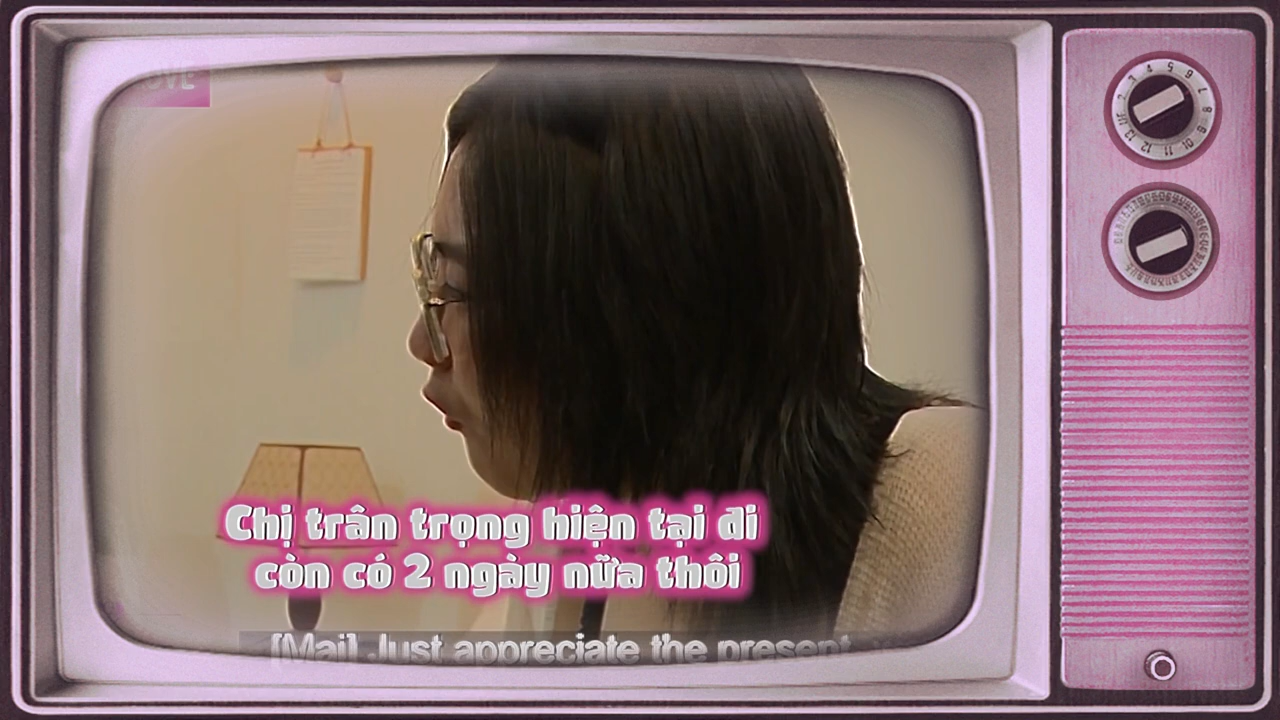 Chị trân trọng hiện tại đi
còn có 2 ngày nữa thôi
[Mai] Just appreciate the present,